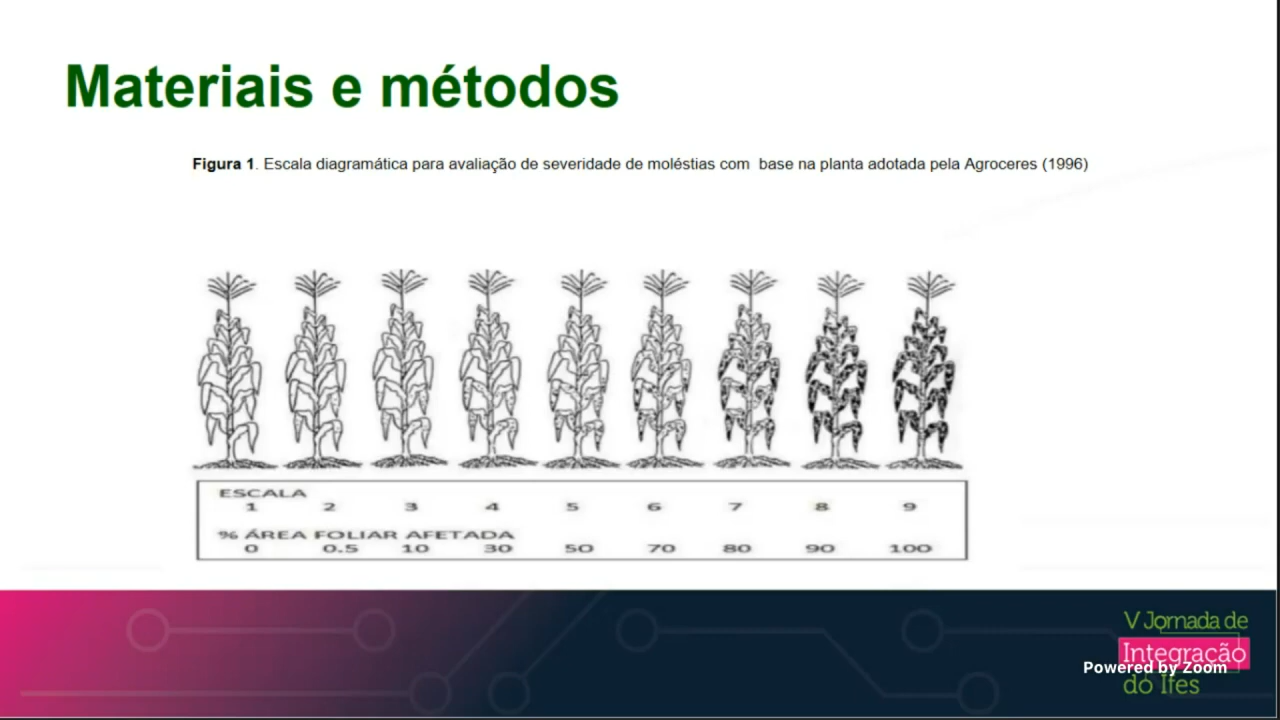 Materiais e métodos
Figura 1. Escala diagramática para avaliação de severidade de moléstias com base na planta adotada pela Agroceres (1996)
ESCALA
1 2 3 4 5 6 7 8 9
% ÁREA FOLIAR AFETADA
0 0.5 10 30 50 70 80 90 100
V Jornada de
Integração
Powered by Zoom
do Ifes